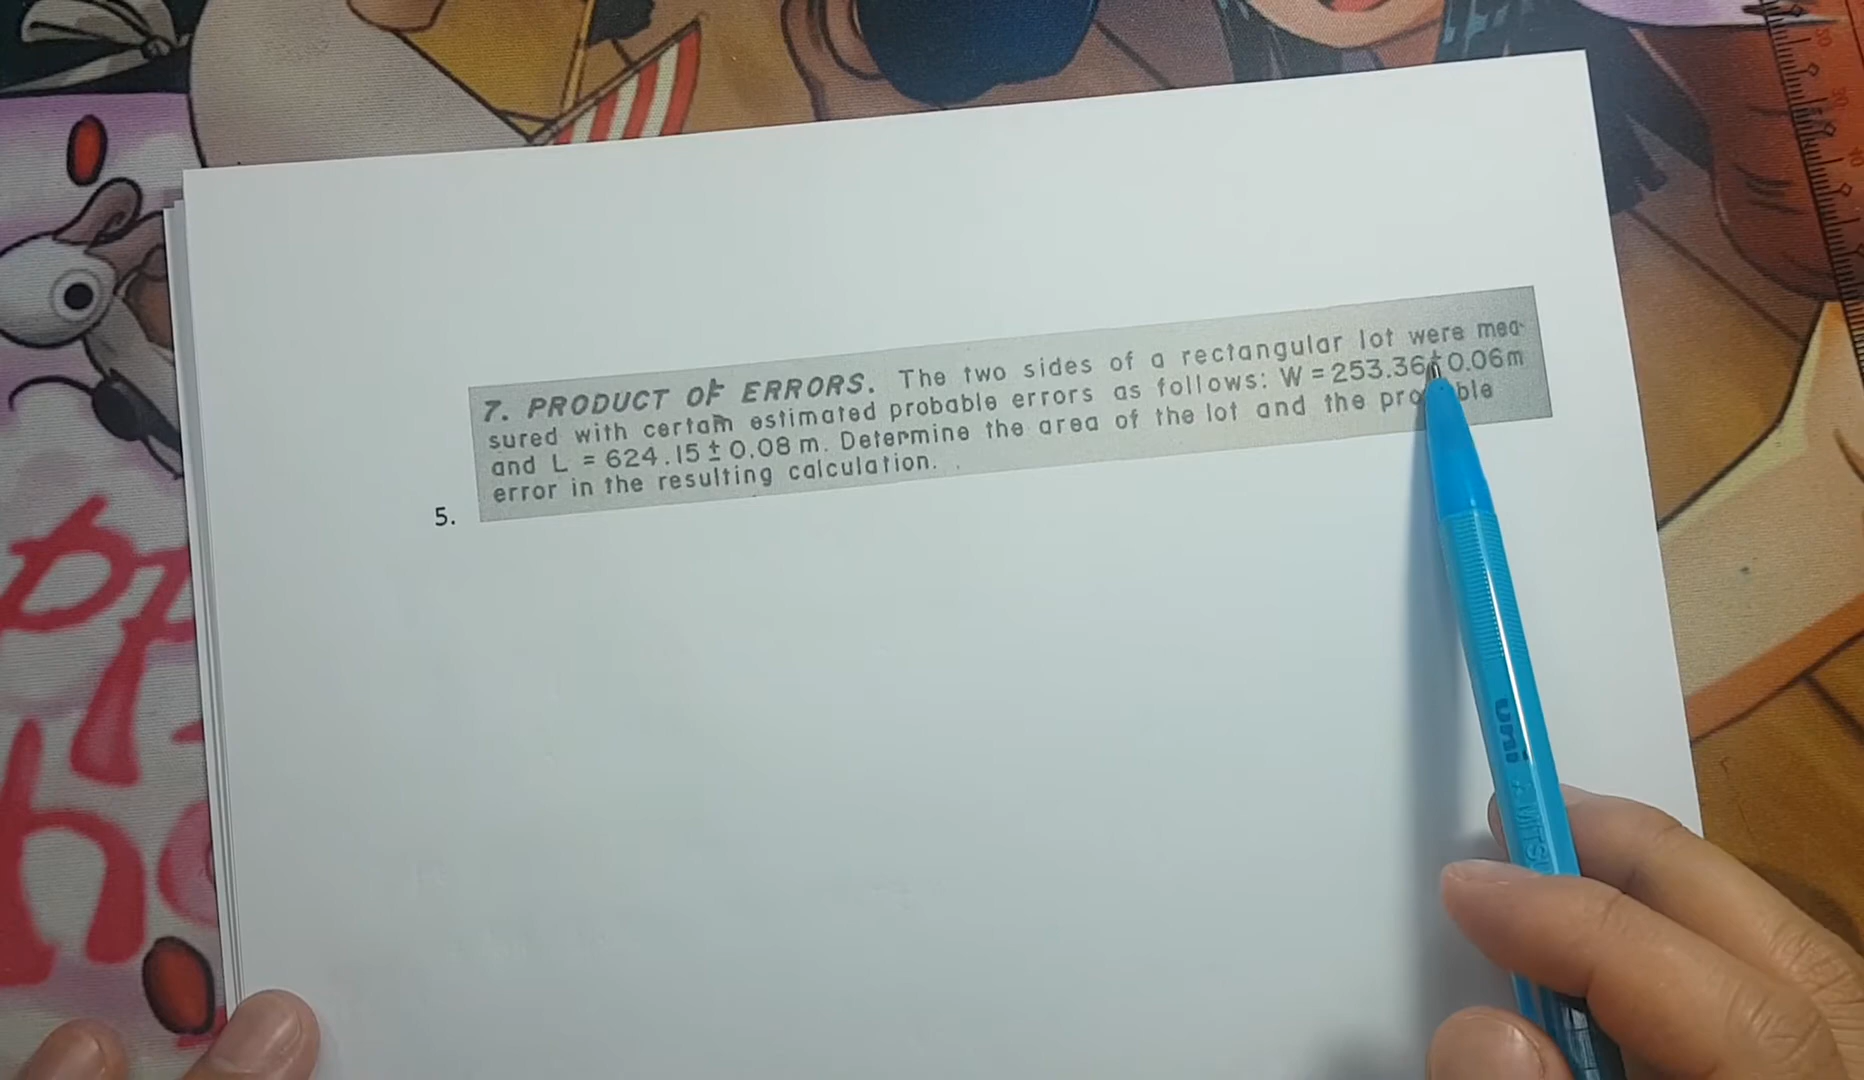 7. PRODUCT OF ERRORS. The two sides of a rectangular lot were mea-
sured with certain estimated probable errors as follows: W = 253.36 ± 0.06 m
and L = 624.15 ± 0.08 m. Determine the area of the lot and the
error in the resulting calculation.
5.
uni